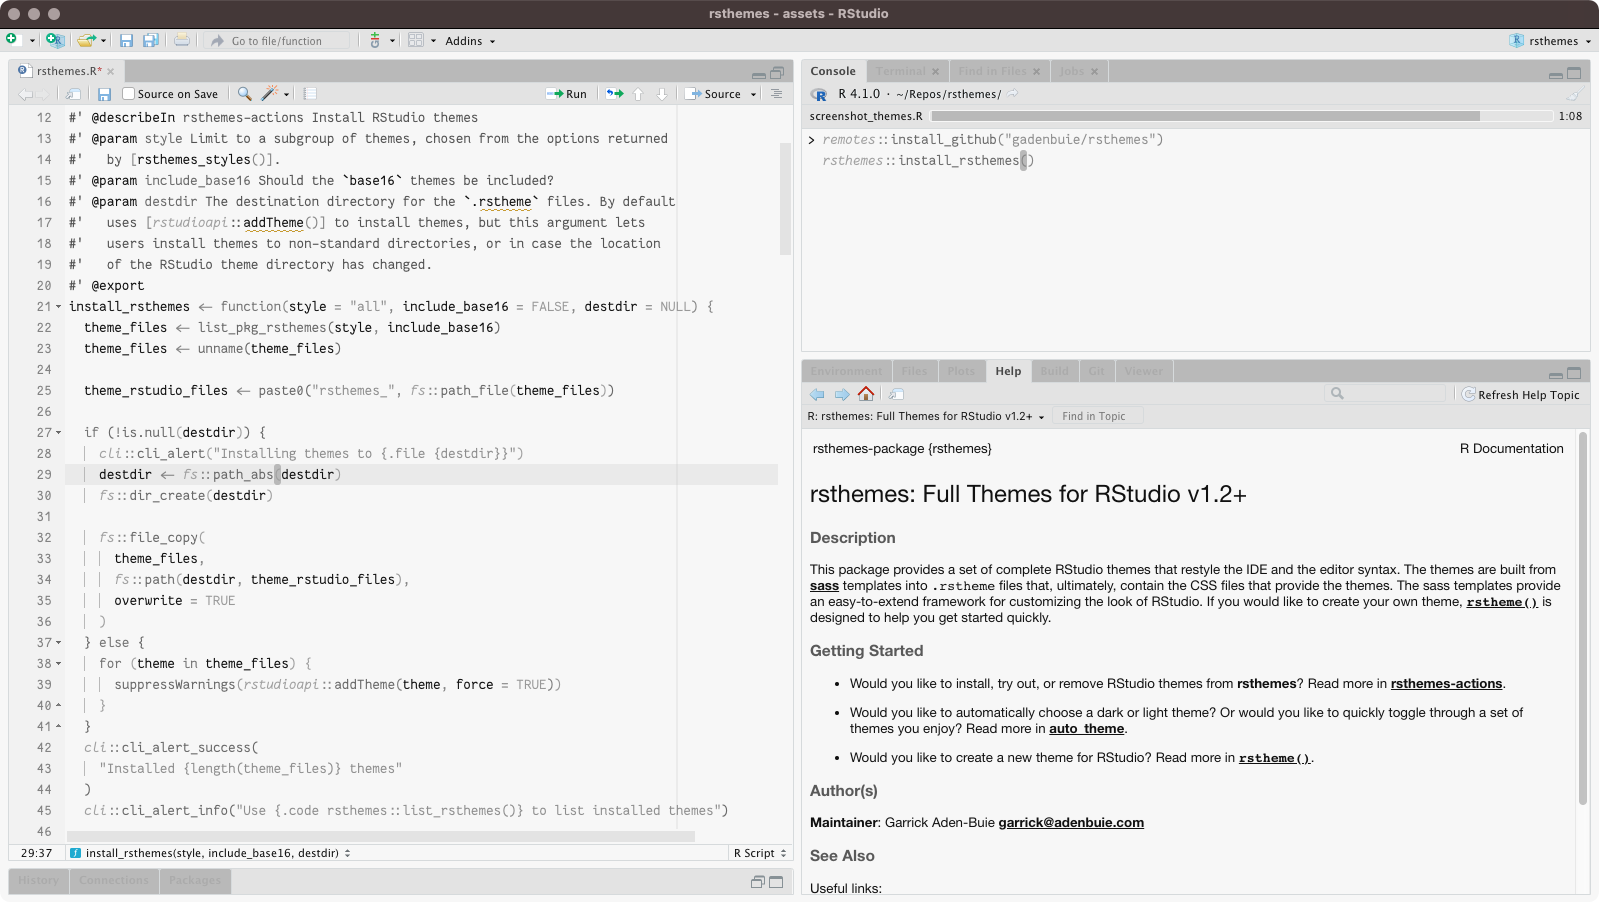 rsthemes - assets - RStudio
Go to file/function
Addins
rsthemes
rsthemes.R*
Source on Save
Run
Source
12 #' @describeIn rsthemes-actions Install RStudio themes
13 #' @param style Limit to a subgroup of themes, chosen from the options returned
14 #'   by [rsthemes_styles()].
15 #' @param include_base16 Should the `base16` themes be included?
16 #' @param destdir The destination directory for the `.rstheme` files. By default
17 #'   uses [rstudioapi::addTheme()] to install themes, but this argument lets
18 #'   users install themes to non-standard directories, or in case the location
19 #'   of the RStudio theme directory has changed.
20 #' @export
21 install_rsthemes <- function(style = "all", include_base16 = FALSE, destdir = NULL) {
22   theme_files <- list_pkg_rsthemes(style, include_base16)
23   theme_files <- unname(theme_files)
24
25   theme_rstudio_files <- paste0("rsthemes_", fs::path_file(theme_files))
26
27   if (!is.null(destdir)) {
28     cli::cli_alert("Installing themes to {.file {destdir}}")
29     destdir <- fs::path_abs(destdir)
30     fs::dir_create(destdir)
31
32     fs::file_copy(
33       theme_files,
34       fs::path(destdir, theme_rstudio_files),
35       overwrite = TRUE
36     )
37   } else {
38     for (theme in theme_files) {
39       suppressWarnings(rstudioapi::addTheme(theme, force = TRUE))
40     }
41   }
42   cli::cli_alert_success(
43     "Installed {length(theme_files)} themes"
44   )
45   cli::cli_alert_info("Use {.code rsthemes::list_rsthemes()} to list installed themes")
46
29:37 install_rsthemes(style, include_base16, destdir) R Script
History Connections Packages
Console Terminal Find in Files Jobs
R 4.1.0 · ~/Repos/rsthemes/
screenshot_themes.R 1:08
> remotes::install_github("gadenbuie/rsthemes")
rsthemes::install_rsthemes()
Environment Files Plots Help Build Git Viewer
Refresh Help Topic
R: rsthemes: Full Themes for RStudio v1.2+ Find in Topic
rsthemes-package {rsthemes} R Documentation
rsthemes: Full Themes for RStudio v1.2+
Description
This package provides a set of complete RStudio themes that restyle the IDE and the editor syntax. The themes are built from
sass templates into .rstheme files that, ultimately, contain the CSS files that provide the themes. The sass templates provide
an easy-to-extend framework for customizing the look of RStudio. If you would like to create your own theme, rstheme() is
designed to help you get started quickly.
Getting Started
• Would you like to install, try out, or remove RStudio themes from rsthemes? Read more in rsthemes-actions.
• Would you like to automatically choose a dark or light theme? Or would you like to quickly toggle through a set of
themes you enjoy? Read more in auto_theme.
• Would you like to create a new theme for RStudio? Read more in rstheme().
Author(s)
Maintainer: Garrick Aden-Buie garrick@adenbuie.com
See Also
Useful links: